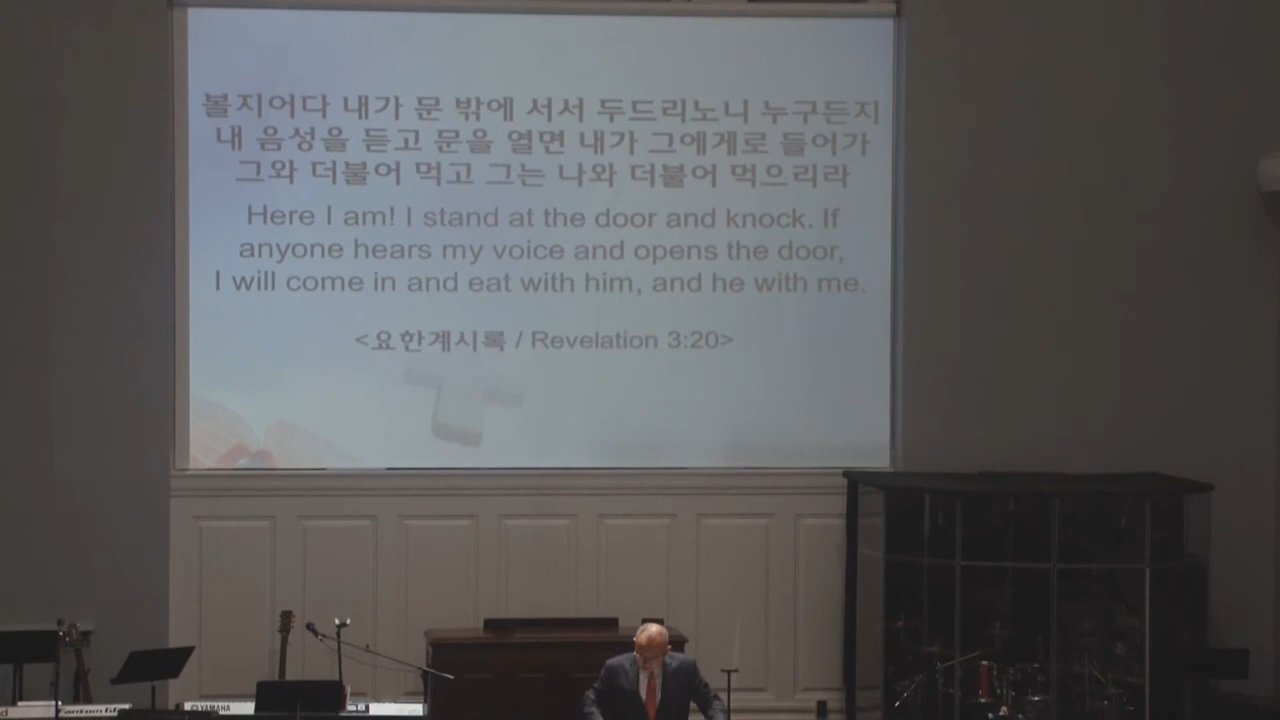 볼지어다 내가 문 밖에 서서 두드리노니 누구든지
내 음성을 듣고 문을 열면 내가 그에게로 들어가
그와 더불어 먹고 그는 나와 더불어 먹으리라
Here I am! I stand at the door and knock. If
anyone hears my voice and opens the door,
I will come in and eat with him, and he with me.
<요한계시록 / Revelation 3:20>
YAMAHA